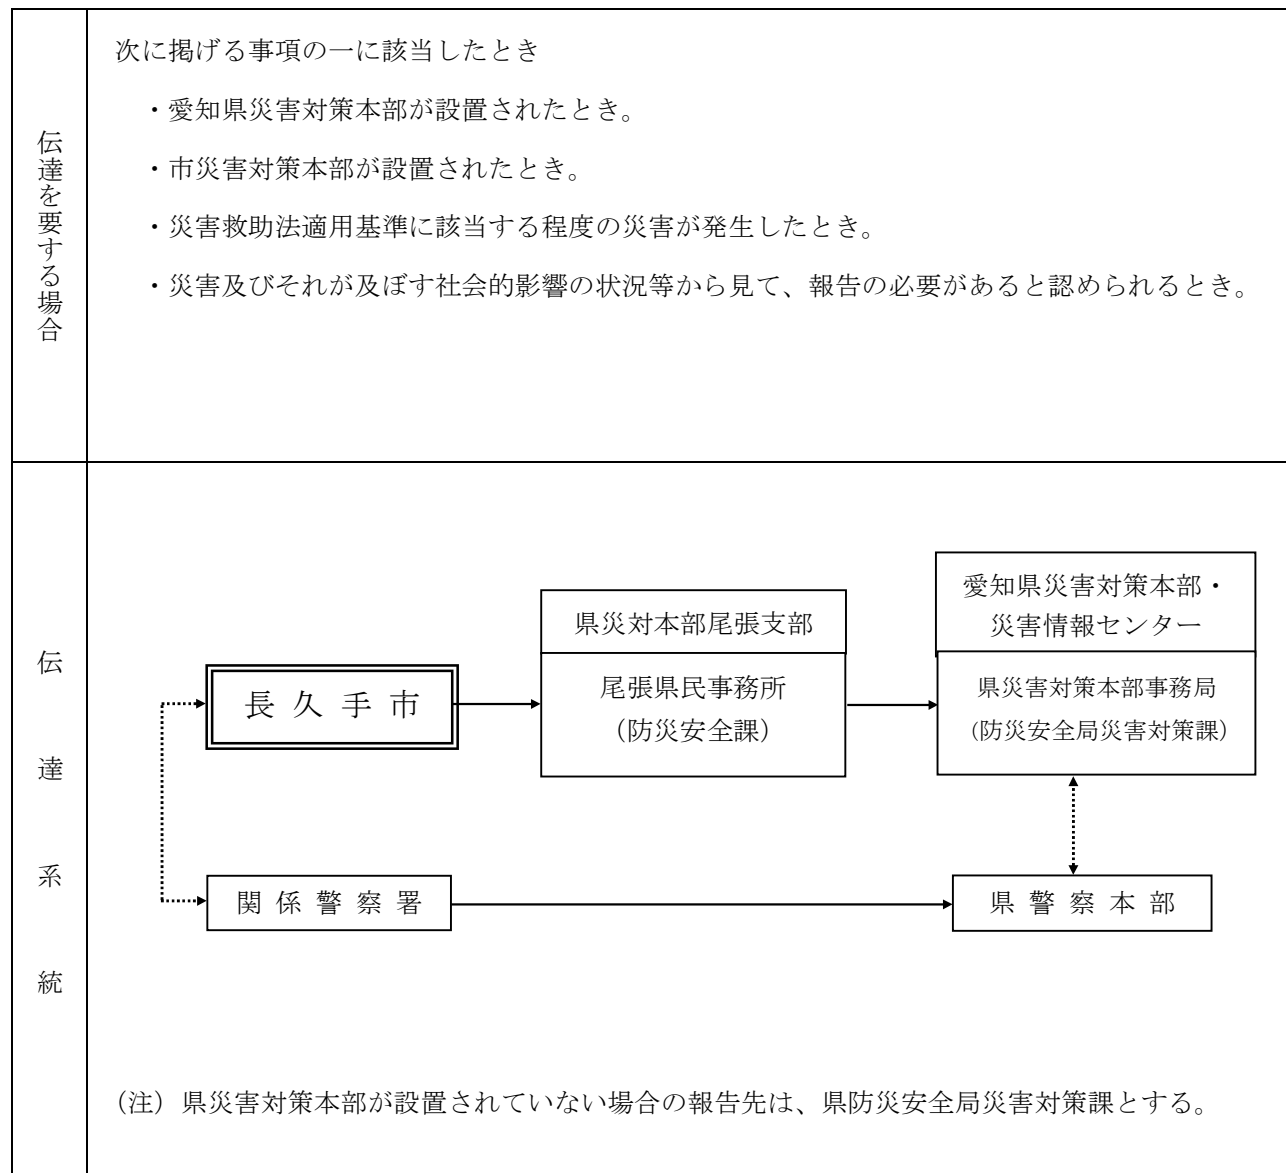 伝達を要する場合
次に掲げる事項の一に該当したとき
・愛知県災害対策本部が設置されたとき。
・市災害対策本部が設置されたとき。
・災害救助法適用基準に該当する程度の災害が発生したとき。
・災害及びそれが及ぼす社会的影響の状況等から見て、報告の必要があると認められるとき。
伝達系統
長久手市
県災対本部尾張支部
尾張県民事務所
（防災安全課）
愛知県災害対策本部・
災害情報センター
県災害対策本部事務局
（防災安全局災害対策課）
関係警察署
県警察本部
（注）県災害対策本部が設置されていない場合の報告先は、県防災安全局災害対策課とする。